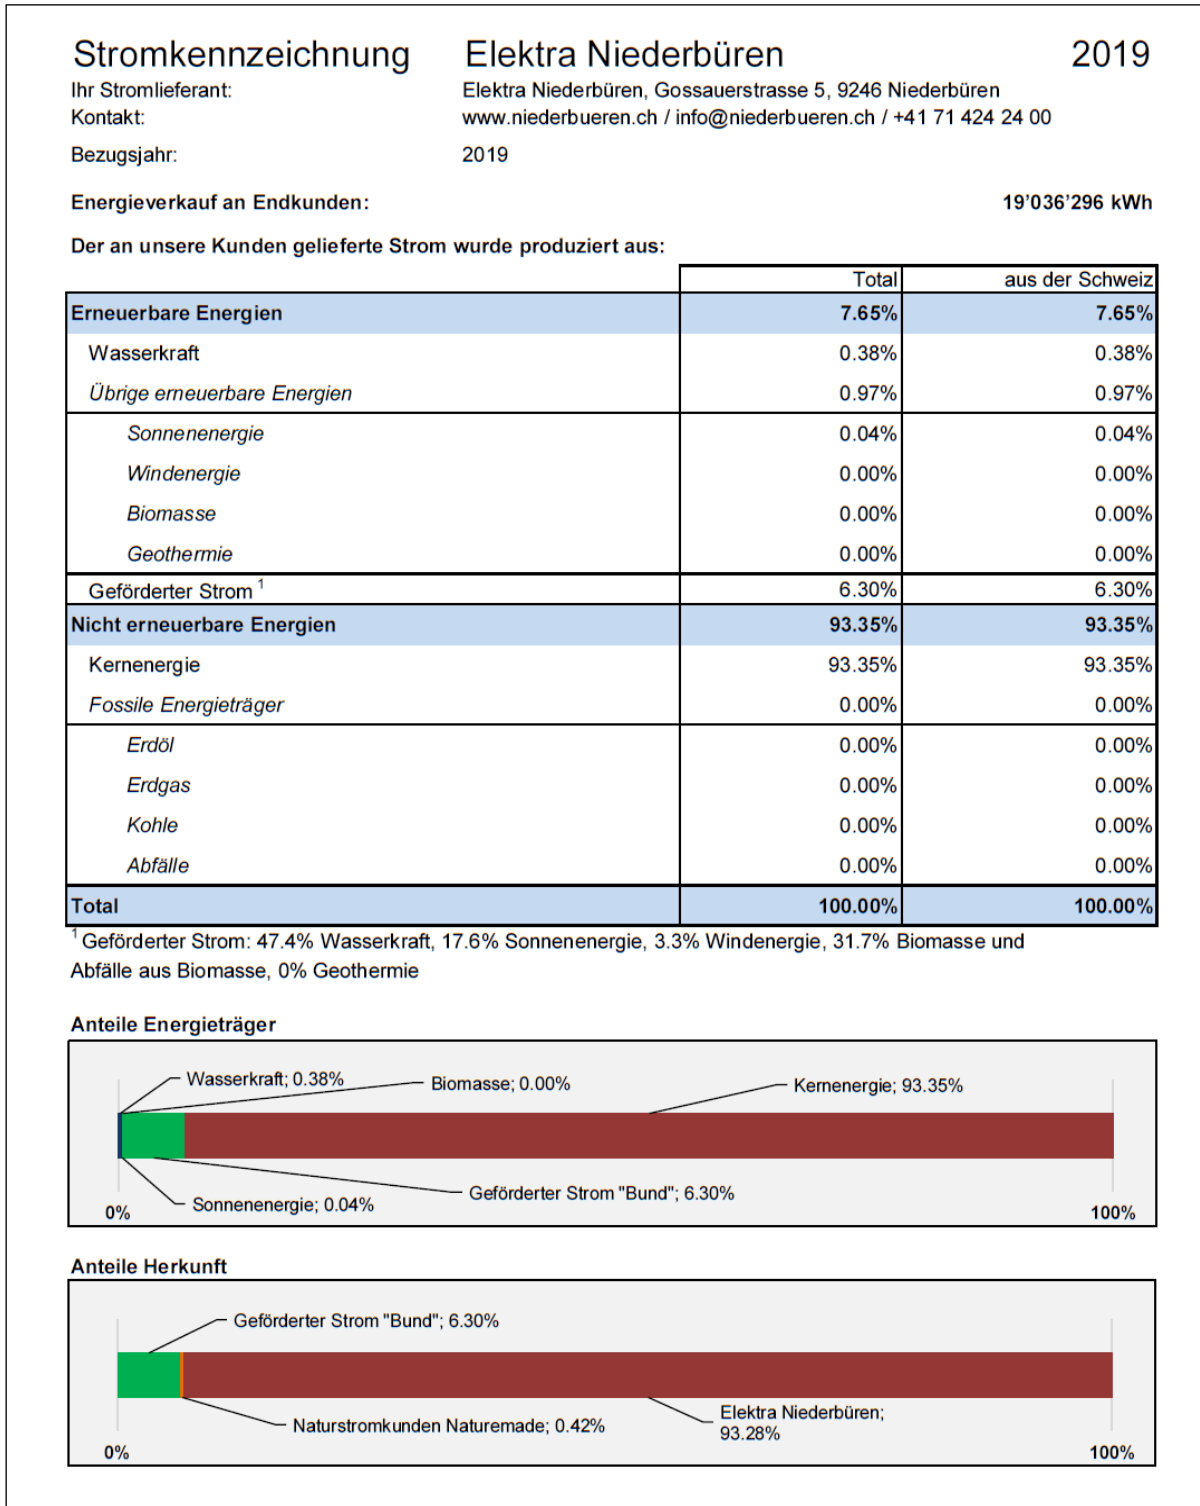 Stromkennzeichnung Elektra Niederbüren 2019
Ihr Stromlieferant: Elektra Niederbüren, Gossauerstrasse 5, 9246 Niederbüren
Kontakt: www.niederbueren.ch / info@niederbueren.ch / +41 71 424 24 00
Bezugsjahr: 2019
Energieverkauf an Endkunden: 19'036'296 kWh
Der an unsere Kunden gelieferte Strom wurde produziert aus:
Total aus der Schweiz
Erneuerbare Energien 7.65% 7.65%
Wasserkraft 0.38% 0.38%
Übrige erneuerbare Energien 0.97% 0.97%
Sonnenenergie 0.04% 0.04%
Windenergie 0.00% 0.00%
Biomasse 0.00% 0.00%
Geothermie 0.00% 0.00%
Geförderter Strom 1 6.30% 6.30%
Nicht erneuerbare Energien 93.35% 93.35%
Kernenergie 93.35% 93.35%
Fossile Energieträger 0.00% 0.00%
Erdöl 0.00% 0.00%
Erdgas 0.00% 0.00%
Kohle 0.00% 0.00%
Abfälle 0.00% 0.00%
Total 100.00% 100.00%
1 Geförderter Strom: 47.4% Wasserkraft, 17.6% Sonnenenergie, 3.3% Windenergie, 31.7% Biomasse und
Abfälle aus Biomasse, 0% Geothermie
Anteile Energieträger
Wasserkraft; 0.38% Biomasse; 0.00% Kernenergie; 93.35%
Sonnenenergie; 0.04% Geförderter Strom "Bund"; 6.30%
0% 100%
Anteile Herkunft
Geförderter Strom "Bund"; 6.30%
Naturstromkunden Naturemade; 0.42% Elektra Niederbüren;
93.28%
0% 100%